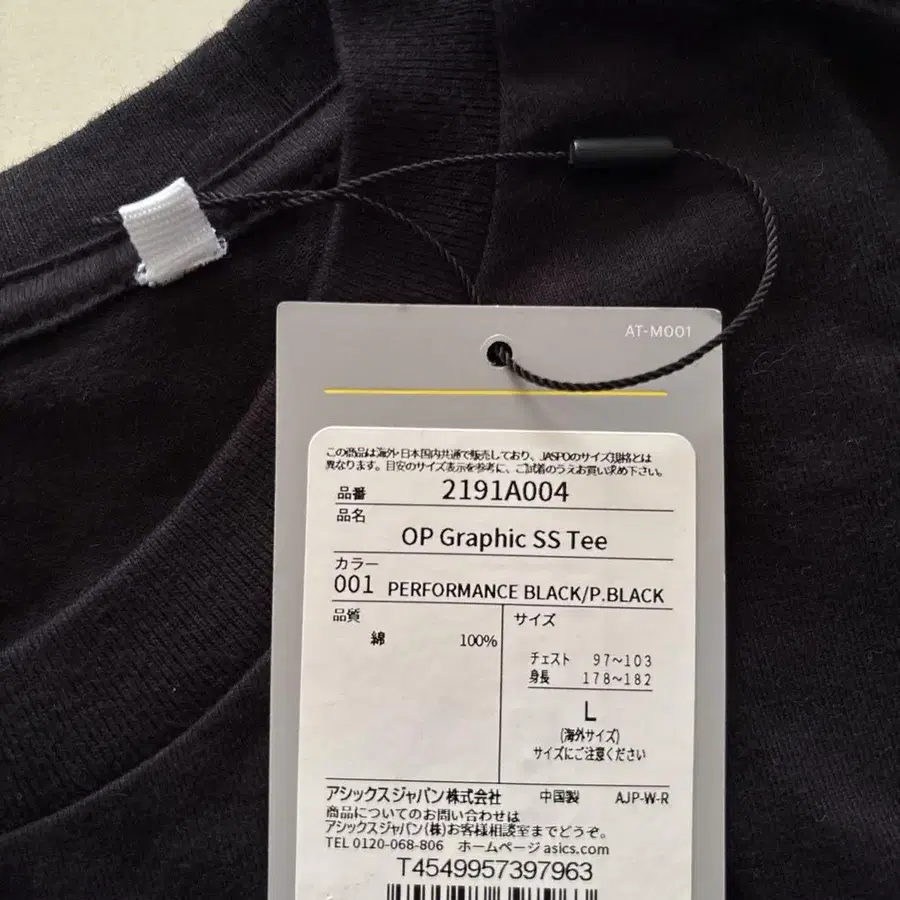 AT-M001
この商品は海外・日本国内共通で販売しており、JASPOのサイズ規格とは
異なります。目安のサイズ表示を参考に、ご試着のうえお買い求め下さい。
品番 2191A004
品名
OP Graphic SS Tee
カラー
001 PERFORMANCE BLACK/P.BLACK
品質
綿 100%
サイズ
チェスト 97～103
身長 178～182
L
(海外サイズ)
サイズにご注意ください
アシックスジャパン株式会社 中国製 AJP-W-R
商品についてのお問い合わせは
アシックスジャパン(株)お客様相談室までどうぞ。
TEL 0120-068-806 ホームページ asics.com
T4549957397963